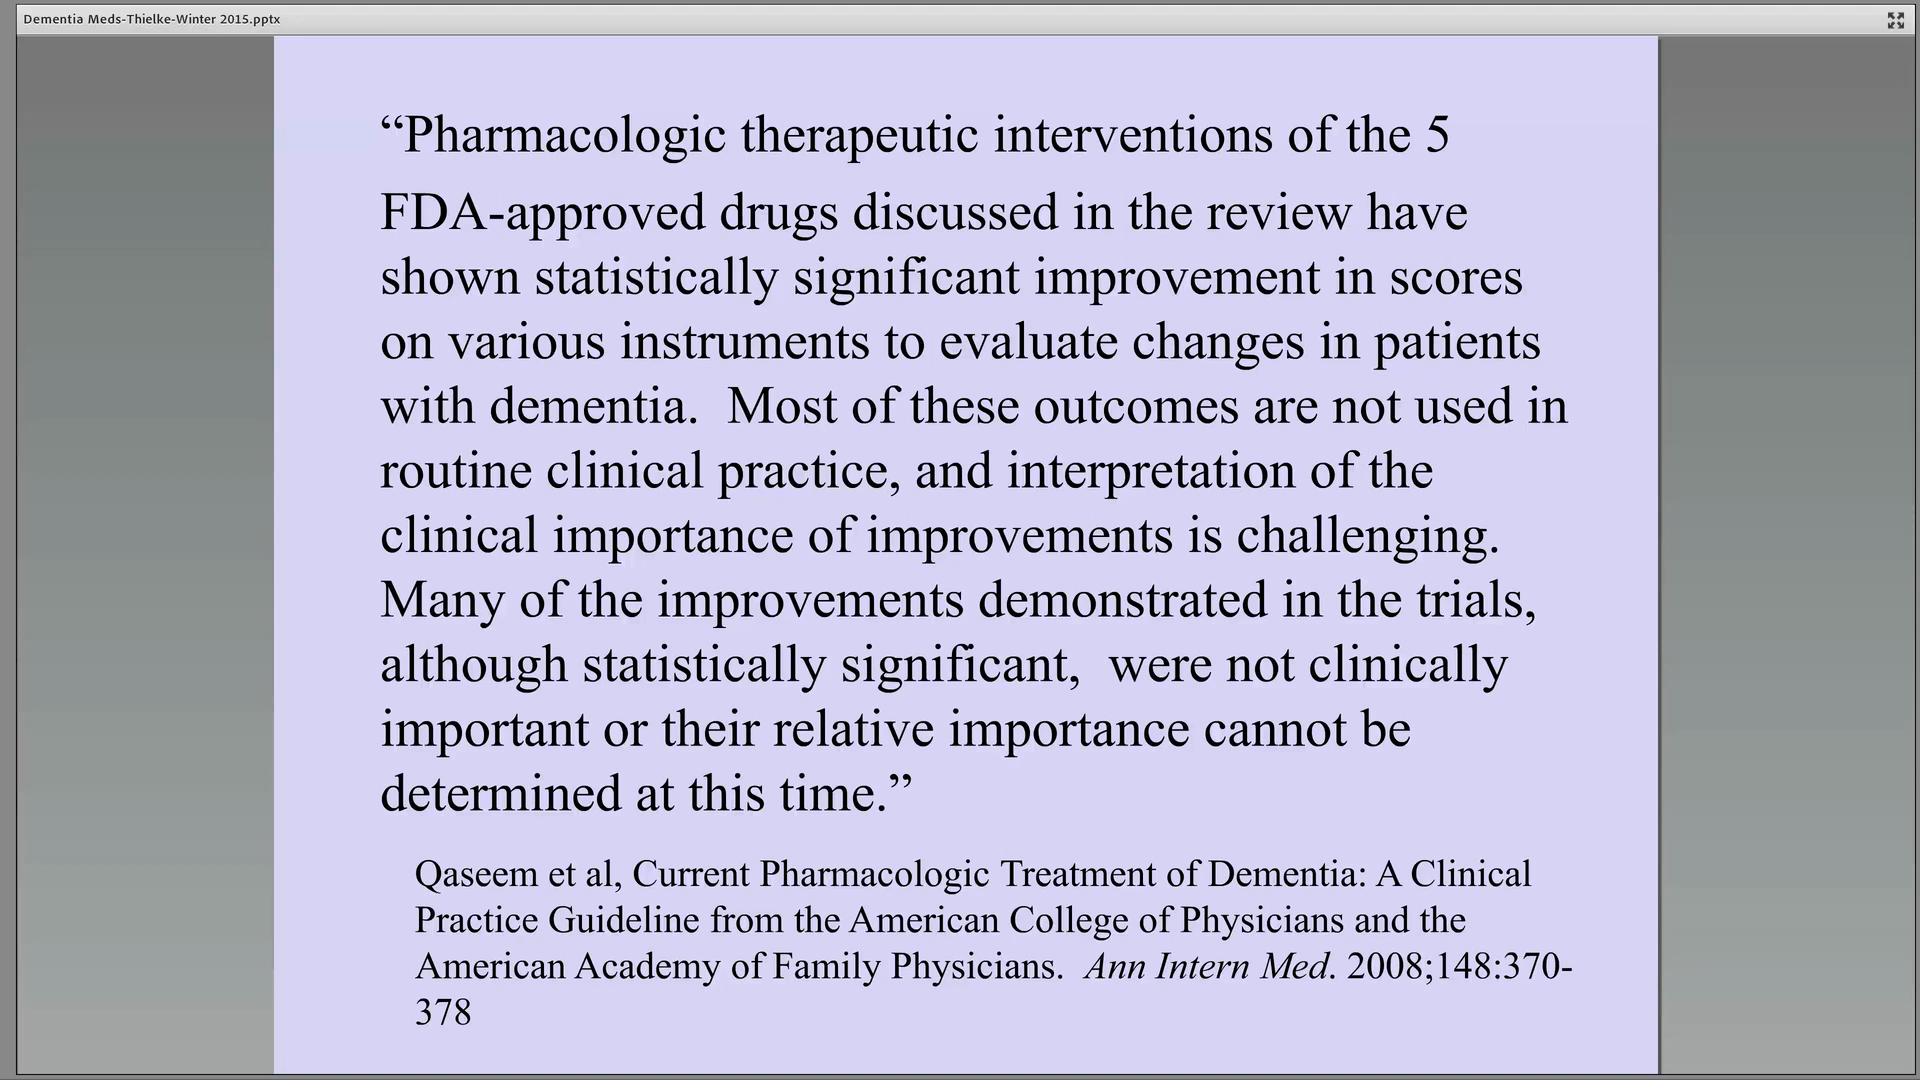 Dementia Meds-Thielke-Winter 2015.pptx
“Pharmacologic therapeutic interventions of the 5
FDA-approved drugs discussed in the review have
shown statistically significant improvement in scores
on various instruments to evaluate changes in patients
with dementia.  Most of these outcomes are not used in
routine clinical practice, and interpretation of the
clinical importance of improvements is challenging.
Many of the improvements demonstrated in the trials,
although statistically significant,  were not clinically
important or their relative importance cannot be
determined at this time.”
Qaseem et al, Current Pharmacologic Treatment of Dementia: A Clinical
Practice Guideline from the American College of Physicians and the
American Academy of Family Physicians.  Ann Intern Med. 2008;148:370-
378